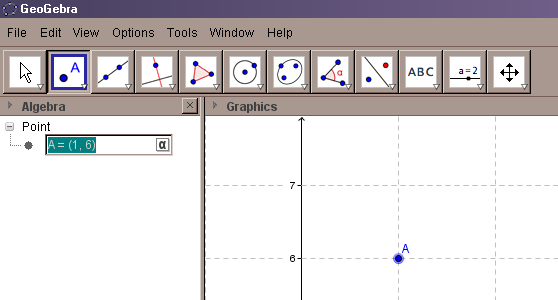 GeoGebra
File Edit View Options Tools Window Help
A α ABC a=2
Algebra × Graphics
Point
A = (1, 6) α
7
A
6